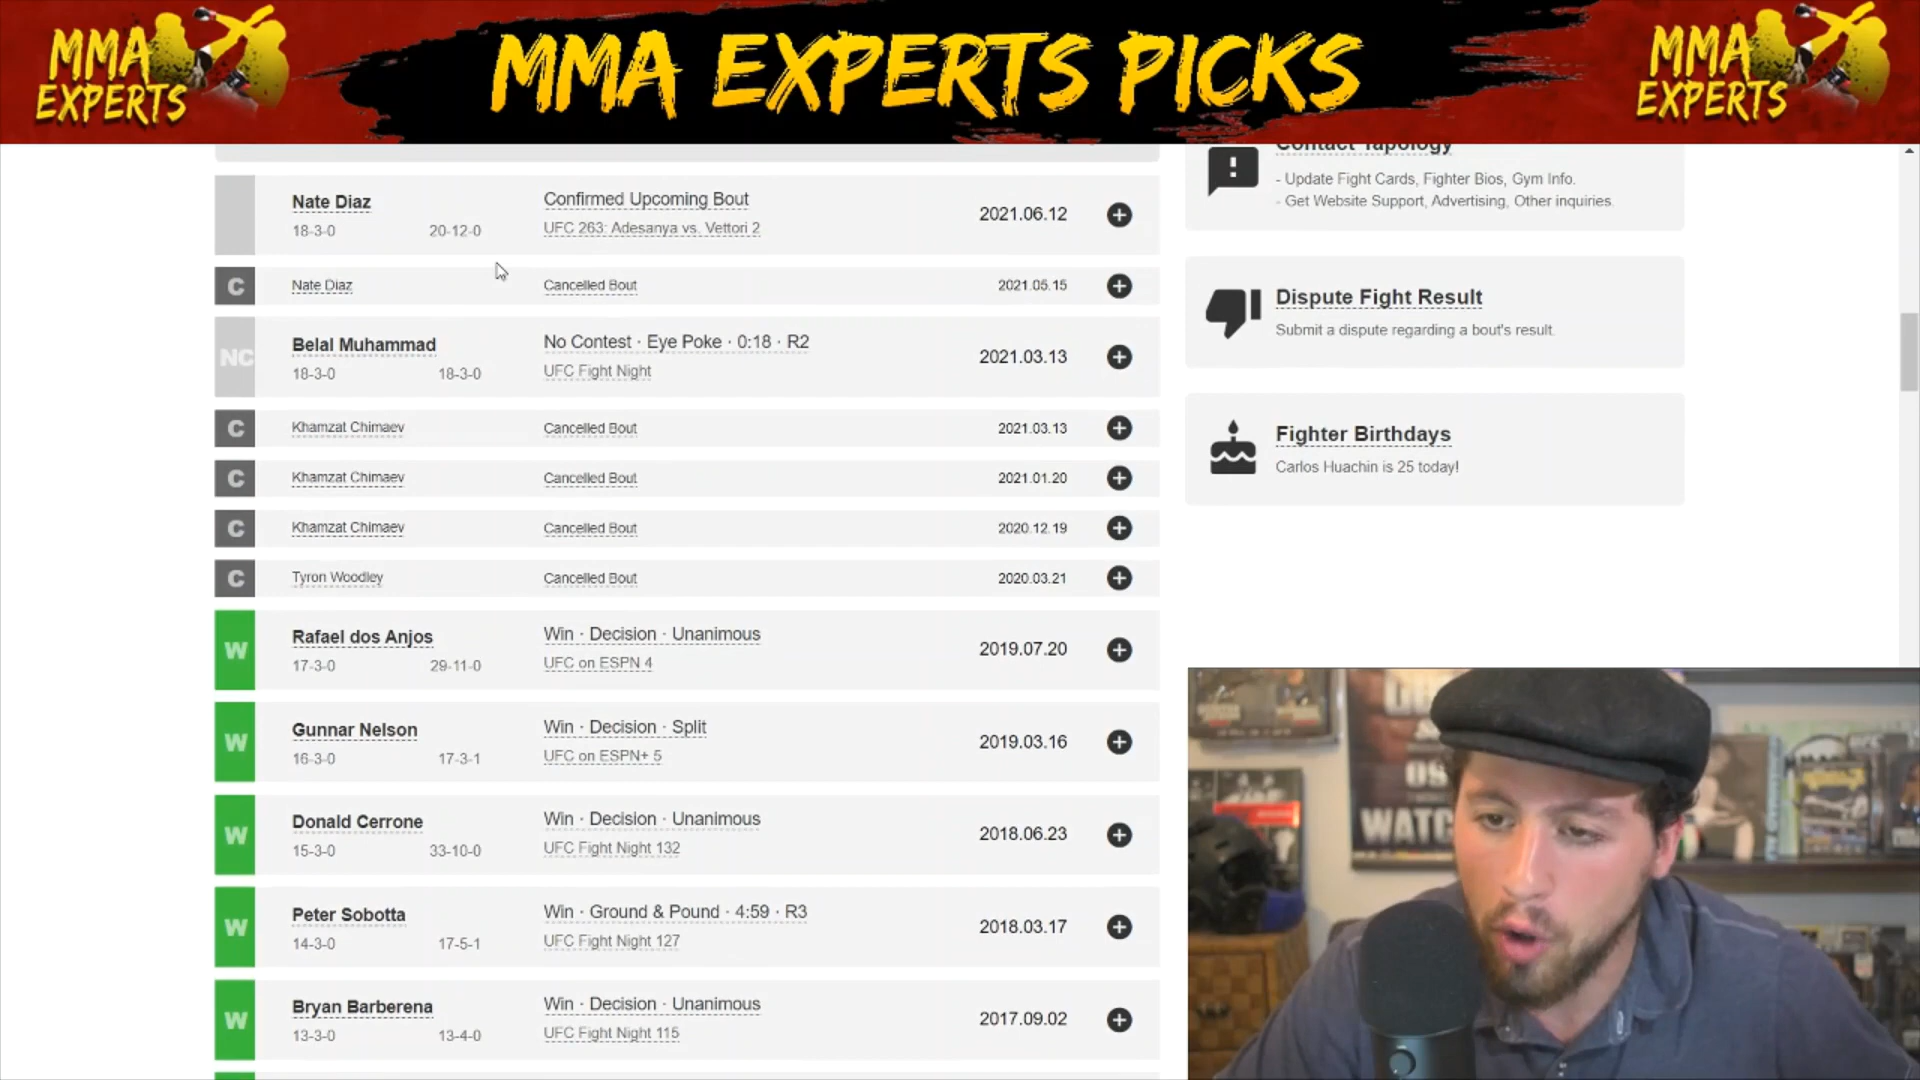 MMA EXPERTS
MMA EXPERTS PICKS
MMA EXPERTS
Contact Tapology
- Update Fight Cards, Fighter Bios, Gym Info.
- Get Website Support, Advertising, Other inquiries.
Nate Diaz Confirmed Upcoming Bout 2021.06.12
18-3-0 20-12-0 UFC 263: Adesanya vs. Vettori 2
C Nate Diaz Cancelled Bout 2021.05.15
NC Belal Muhammad No Contest · Eye Poke · 0:18 · R2 2021.03.13
18-3-0 18-3-0 UFC Fight Night
C Khamzat Chimaev Cancelled Bout 2021.03.13
C Khamzat Chimaev Cancelled Bout 2021.01.20
C Khamzat Chimaev Cancelled Bout 2020.12.19
C Tyron Woodley Cancelled Bout 2020.03.21
W Rafael dos Anjos Win · Decision · Unanimous 2019.07.20
17-3-0 29-11-0 UFC on ESPN 4
W Gunnar Nelson Win · Decision · Split 2019.03.16
16-3-0 17-3-1 UFC on ESPN+ 5
W Donald Cerrone Win · Decision · Unanimous 2018.06.23
15-3-0 33-10-0 UFC Fight Night 132
W Peter Sobotta Win · Ground & Pound · 4:59 · R3 2018.03.17
14-3-0 17-5-1 UFC Fight Night 127
W Bryan Barberena Win · Decision · Unanimous 2017.09.02
13-3-0 13-4-0 UFC Fight Night 115
Dispute Fight Result
Submit a dispute regarding a bout's result.
Fighter Birthdays
Carlos Huachin is 25 today!